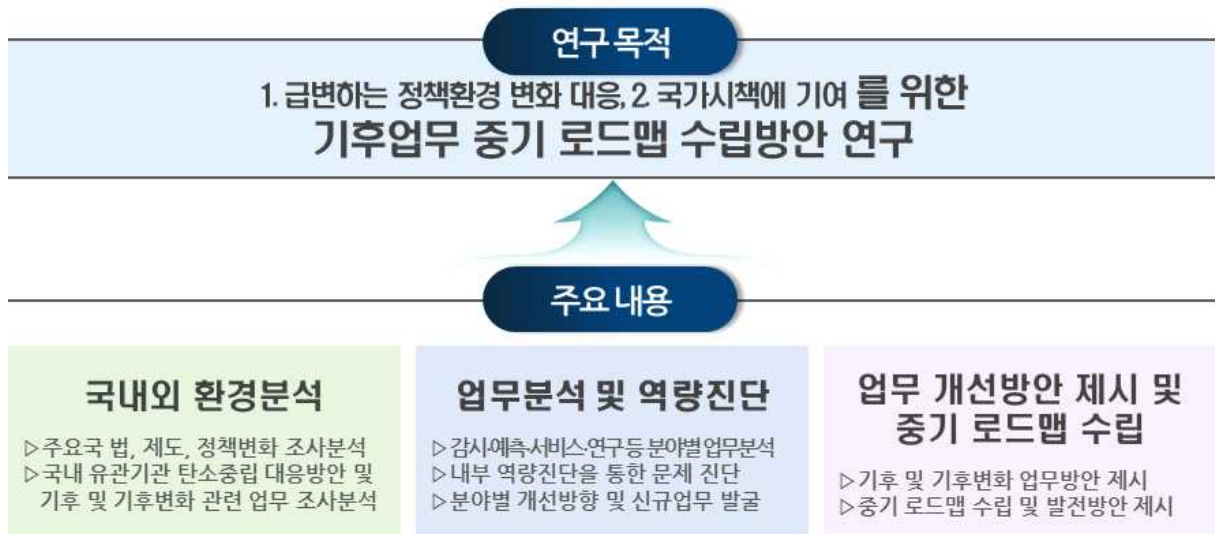 연구 목적
1. 급변하는 정책환경 변화 대응, 2 국가시책에 기여 를 위한
기후업무 중기 로드맵 수립방안 연구
주요 내용
국내외 환경분석
▷주요국 법, 제도, 정책변화 조사분석
▷국내 유관기관 탄소중립 대응방안 및
기후 및 기후변화 관련 업무 조사분석
업무분석 및 역량진단
▷감시·예측·서비스·연구 등 분야별 업무분석
▷내부 역량진단을 통한 문제 진단
▷분야별 개선방향 및 신규업무 발굴
업무 개선방안 제시 및
중기 로드맵 수립
▷기후 및 기후변화 업무방안 제시
▷중기 로드맵 수립 및 발전방안 제시